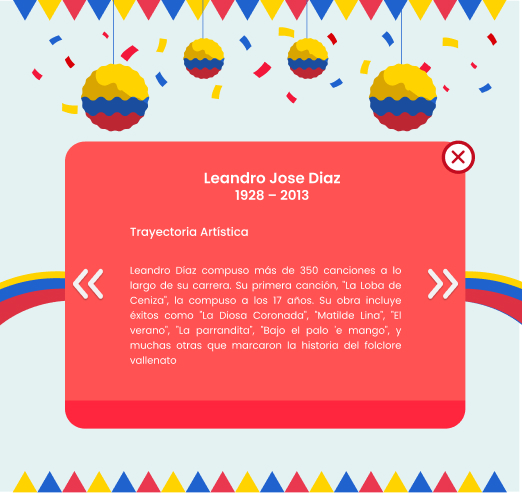 Leandro Jose Diaz
1928 – 2013
Trayectoria Artística
Leandro Díaz compuso más de 350 canciones a lo
largo de su carrera. Su primera canción, "La Loba de
Ceniza", la compuso a los 17 años. Su obra incluye
éxitos como "La Diosa Coronada", "Matilde Lina", "El
verano", "La parrandita", "Bajo el palo ´e mango", y
muchas otras que marcaron la historia del folclore
vallenato